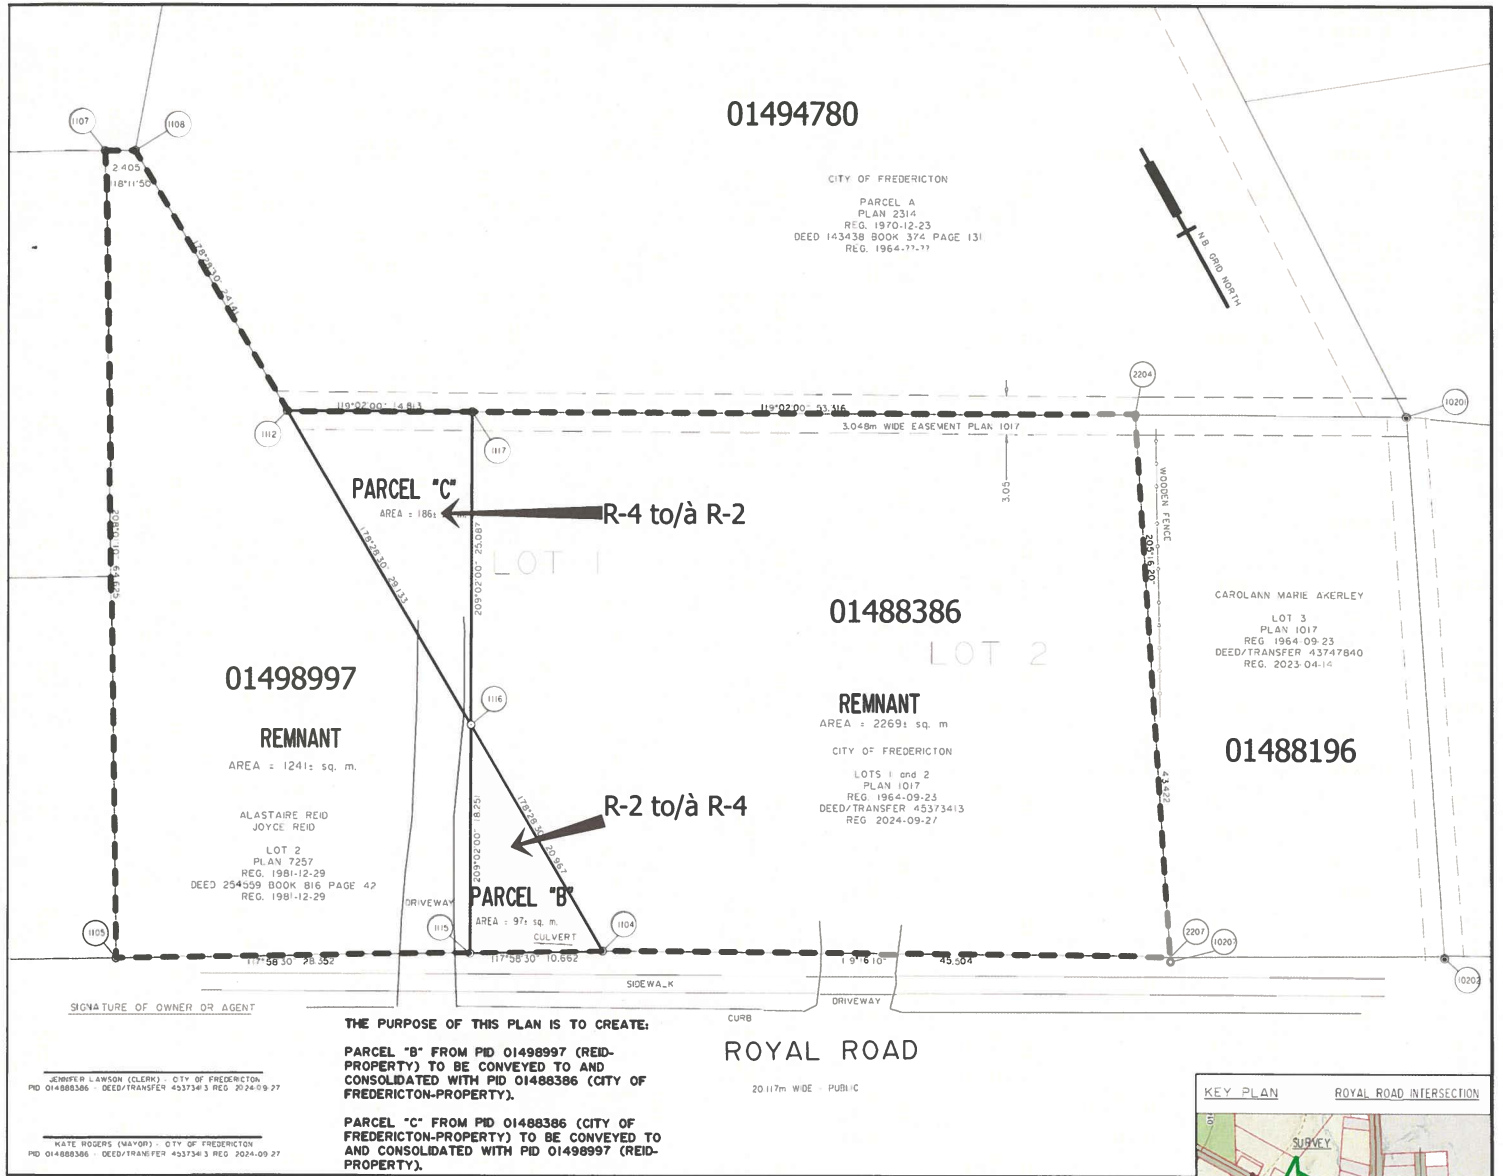 1107
1108
2.405
118°11'50"
178°28'30" 24.141
01494780
CITY OF FREDERICTON
PARCEL A
PLAN 2314
REG. 1970-12-23
DEED 143438 BOOK 374 PAGE 131
REG. 1964-??-??
N.B. GRID NORTH
1112
119°02'00" 14.813
1117
119°02'00" 53.316
3.048m WIDE EASEMENT PLAN 1017
2204
10201
3.05
WOODEN FENCE
205°16'20"
43.422
PARCEL "C"
AREA = 186±
R-4 to/à R-2
178°28'30" 29.133
209°02'00" 25.087
LOT 1
208°01'10" 64.625
01498997
REMNANT
AREA = 1241± sq. m.
ALASTAIRE REID
JOYCE REID
LOT 2
PLAN 7257
REG. 1981-12-29
DEED 254559 BOOK 816 PAGE 42
REG. 1981-12-29
1116
01488386
LOT 2
REMNANT
AREA = 2269± sq. m
CITY OF FREDERICTON
LOTS 1 and 2
PLAN 1017
REG. 1964-09-23
DEED/TRANSFER 45373413
REG 2024-09-27
CAROLANN MARIE AKERLEY
LOT 3
PLAN 1017
REG 1964-09-23
DEED/TRANSFER 43747840
REG. 2023-04-14
01488196
R-2 to/à R-4
178°28'30" 20.967
209°02'00" 18.251
PARCEL "B"
AREA = 97± sq. m.
CULVERT
DRIVEWAY
1105
1115
1104
2207
10207
10202
117°58'30" 28.352
117°58'30" 10.662
45.504
SIDEWALK
DRIVEWAY
CURB
ROYAL ROAD
20.117m WIDE - PUBLIC
SIGNATURE OF OWNER OR AGENT
JENNIFER LAWSON (CLERK) - CITY OF FREDERICTON
PID 01488386 - DEED/TRANSFER 45373413 REG 2024-09-27
KATE ROGERS (MAYOR) - CITY OF FREDERICTON
PID 01488386 - DEED/TRANSFER 45373413 REG. 2024-09-27
THE PURPOSE OF THIS PLAN IS TO CREATE:
PARCEL "B" FROM PID 01498997 (REID-
PROPERTY) TO BE CONVEYED TO AND
CONSOLIDATED WITH PID 01488386 (CITY OF
FREDERICTON-PROPERTY).
PARCEL "C" FROM PID 01488386 (CITY OF
FREDERICTON-PROPERTY) TO BE CONVEYED TO
AND CONSOLIDATED WITH PID 01498997 (REID-
PROPERTY).
KEY PLAN
ROYAL ROAD INTERSECTION
SURVEY